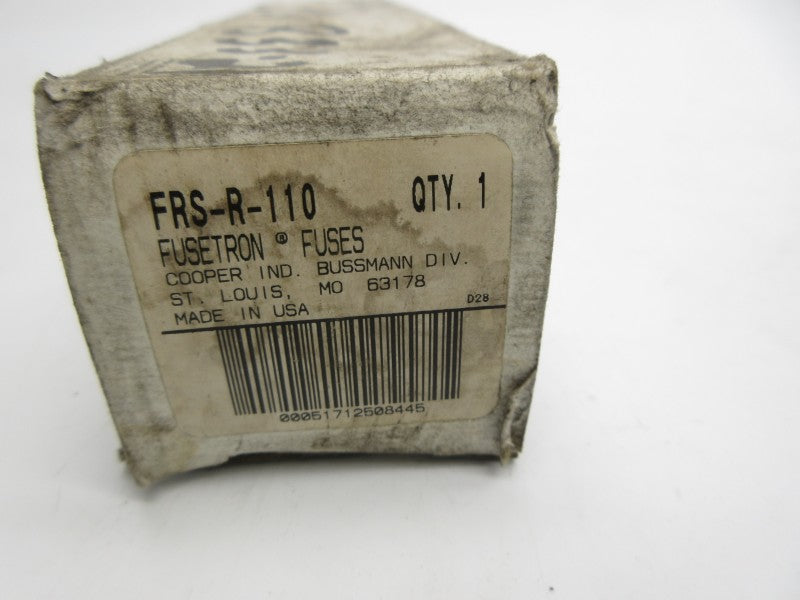 FRS-R-110 QTY. 1
FUSETRON ® FUSES
COOPER IND. BUSSMANN DIV.
ST. LOUIS, MO 63178
MADE IN USA D28
00051712508445